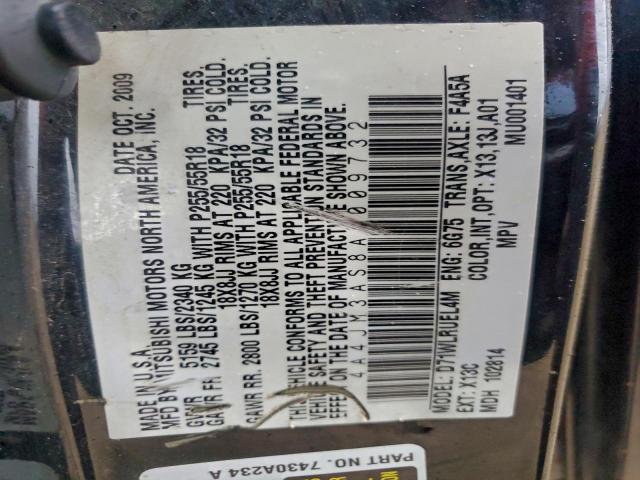 MADE IN U.S.A. DATE OCT 2009
MFD BY MITSUBISHI MOTORS NORTH AMERICA, INC.
GVWR 5159 LBS/2340 KG
GAWR FR. 2745 LBS/1245 KG WITH P255/55R18 TIRES.
18X8JJ RIMS AT 220 KPA/32 PSI COLD.
GAWR RR. 2800 LBS/1270 KG WITH P255/55R18 TIRES.
18X8JJ RIMS AT 220 KPA/32 PSI COLD.
THIS VEHICLE CONFORMS TO ALL APPLICABLE FEDERAL MOTOR
VEHICLE SAFETY AND THEFT PREVENTION STANDARDS IN
EFFECT ON THE DATE OF MANUFACTURE SHOWN ABOVE.
4A4JM3AS8A 009732
MODEL: D71WLRUEL4M ENG: 6G75 TRANS,AXLE: F4A5A
EXT: X13C COLOR,INT,OPT: X13,13J,A01
MDH 102814 MPV MU001401
PART NO. 7430A234 A